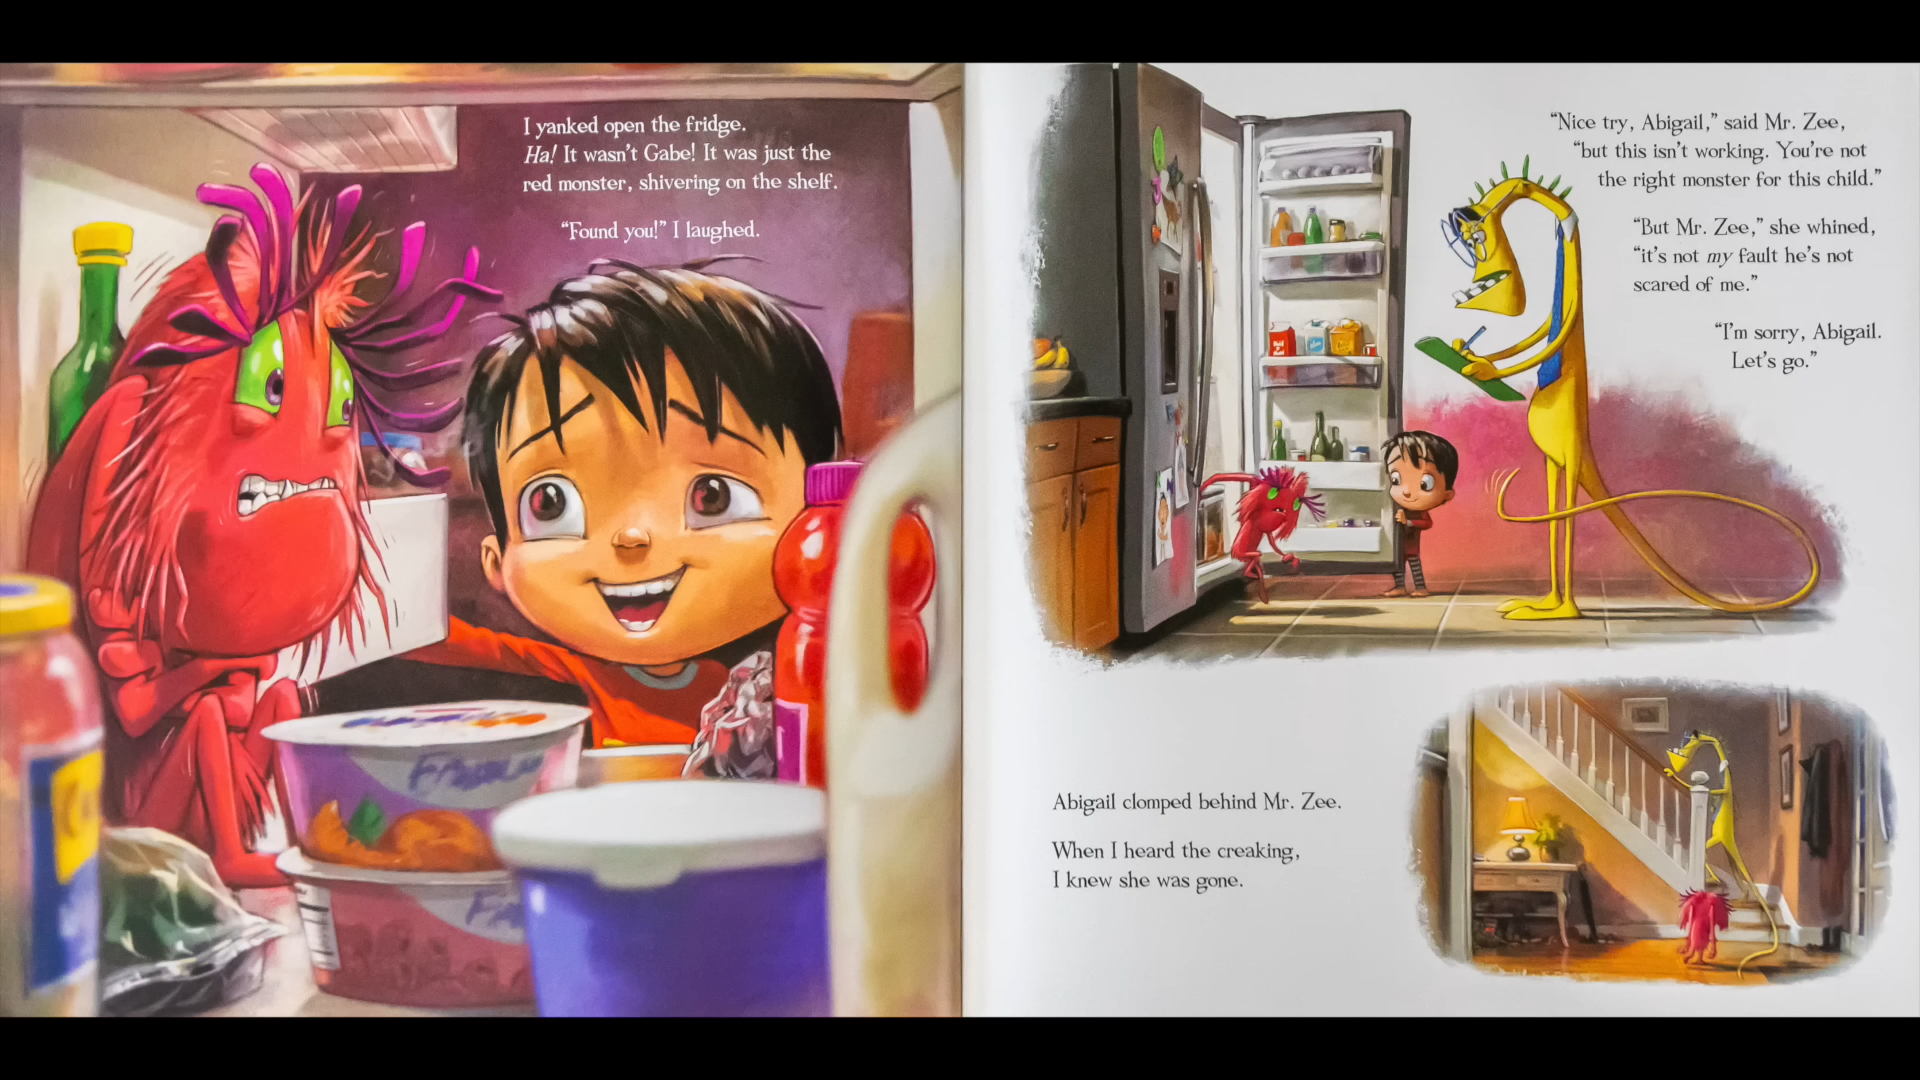 I yanked open the fridge.
Ha! It wasn't Gabe! It was just the
red monster, shivering on the shelf.
“Found you!” I laughed.
“Nice try, Abigail,” said Mr. Zee,
“but this isn't working. You're not
the right monster for this child.”
“But Mr. Zee,” she whined,
“it's not my fault he's not
scared of me.”
“I'm sorry, Abigail.
Let's go.”
Abigail clomped behind Mr. Zee.
When I heard the creaking,
I knew she was gone.